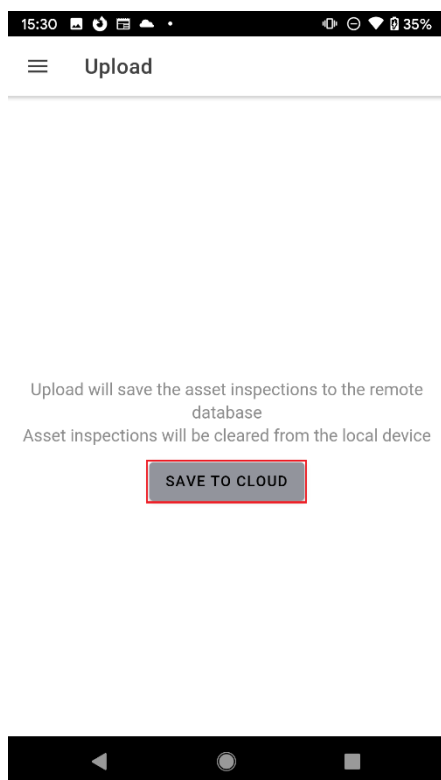 15:30 35%
Upload
Upload will save the asset inspections to the remote
database
Asset inspections will be cleared from the local device
SAVE TO CLOUD